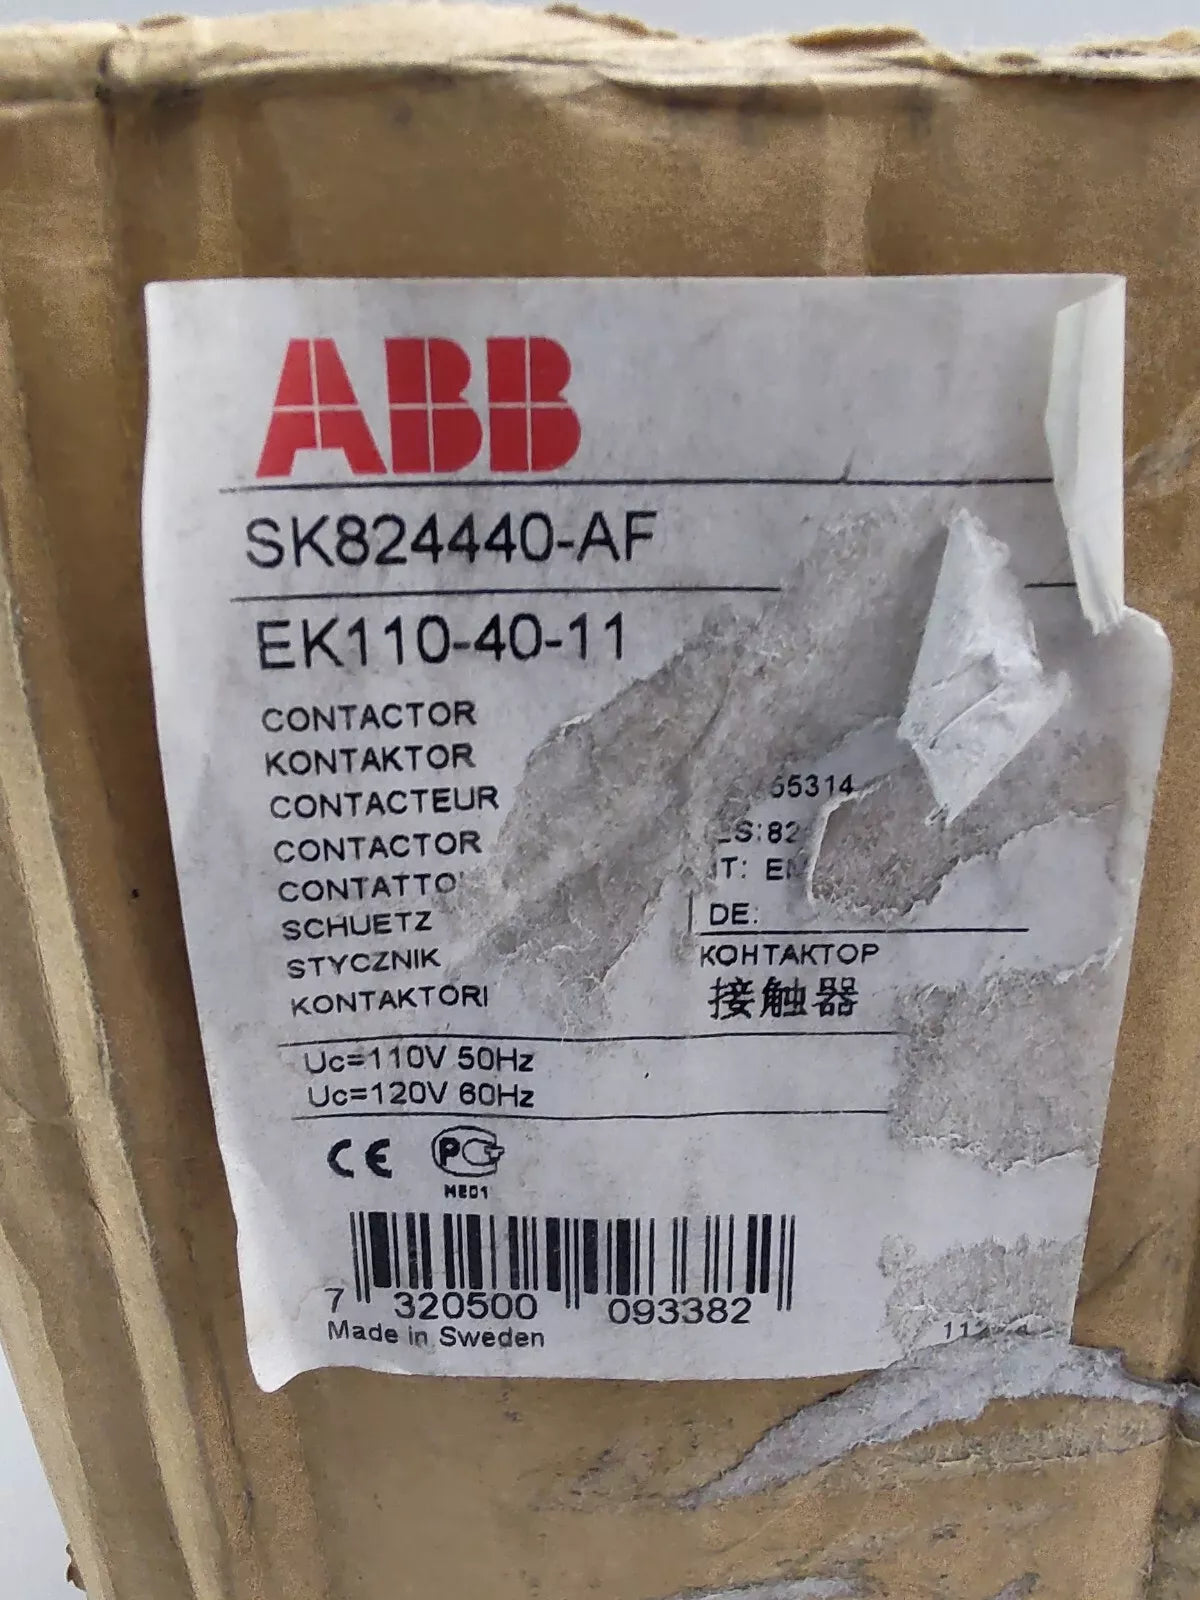 ABB
SK824440-AF
EK110-40-11
CONTACTOR
KONTAKTOR
CONTACTEUR
CONTACTOR
SCHUETZ
STYCZNIK
KONTAKTORI
DE:
КОНТАКТОР
接触器
Uc=110V 50Hz
Uc=120V 60Hz
CE
ME01
7 320500 093382
Made in Sweden